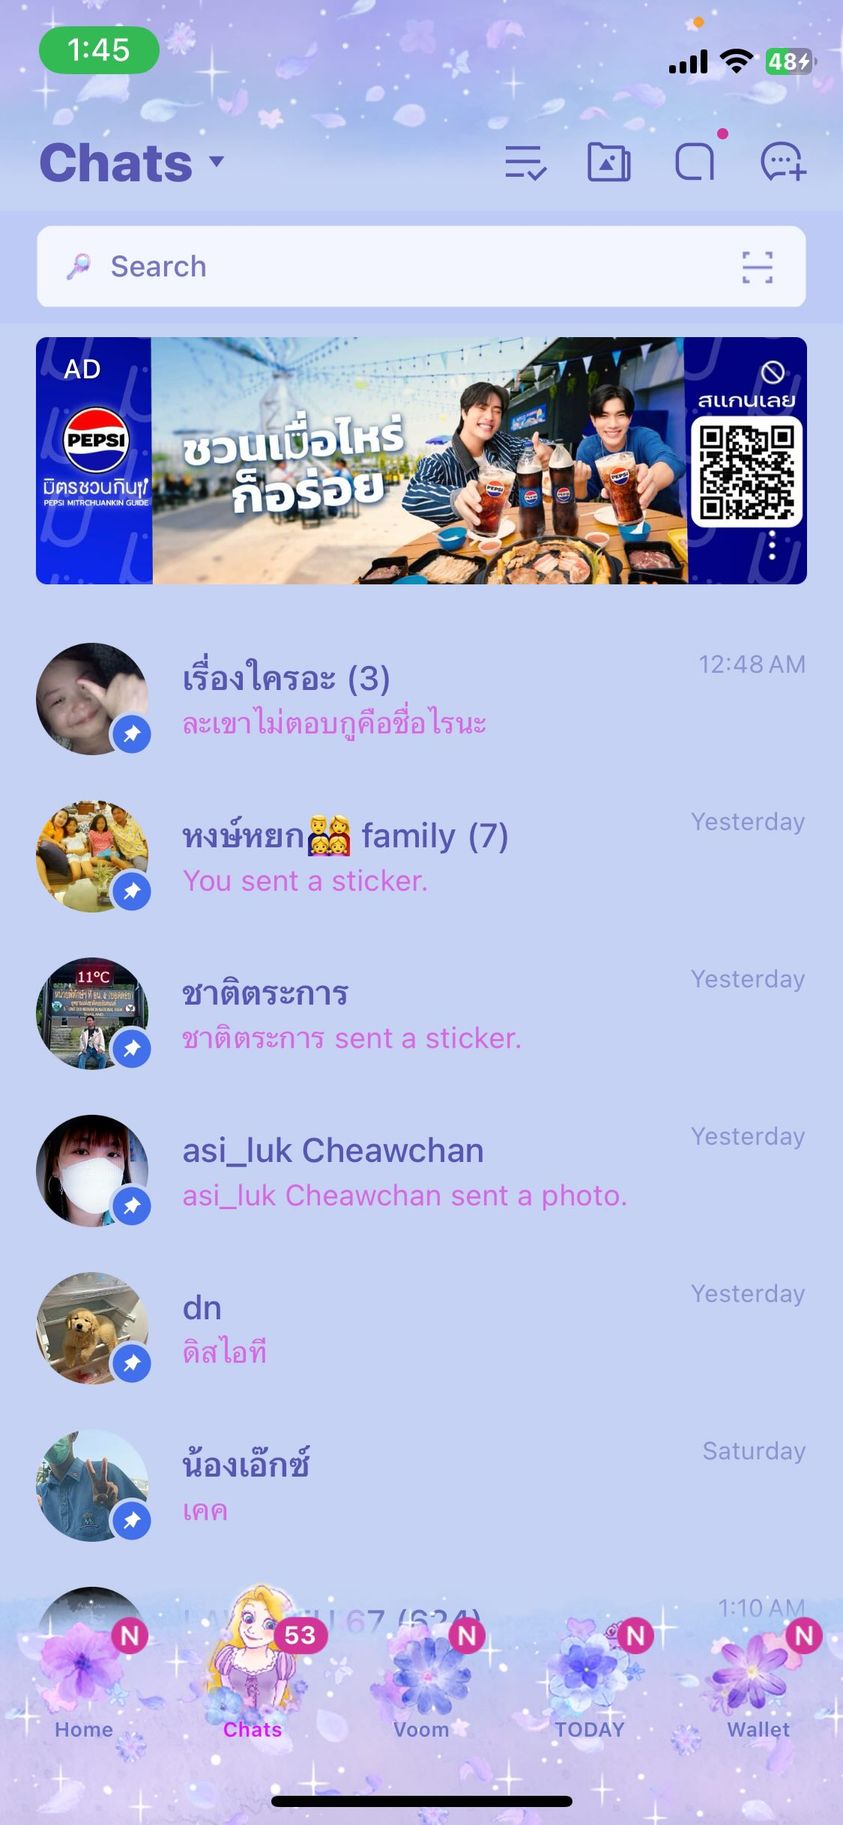 1:45
48
Chats
Search
AD
PEPSI
มิตรชวนกิน
PEPSI MITRCHUANKIN GUIDE
ชวนเมื่อไหร่
ก็อร่อย
สแกนเลย
เรื่องใครอะ (3)
12:48 AM
ละเขาไม่ตอบกูคือชื่อไรนะ
หงษ์หยก👨‍👩‍👧‍👧 family (7)
Yesterday
You sent a sticker.
11°C
ชาติตระการ
Yesterday
ชาติตระการ sent a sticker.
asi_luk Cheawchan
Yesterday
asi_luk Cheawchan sent a photo.
dn
Yesterday
ดิสไอที
น้องเอ๊กซ์
Saturday
เคค
67 (624)
1:10 AM
N
53
N
N
N
Home
Chats
Voom
TODAY
Wallet